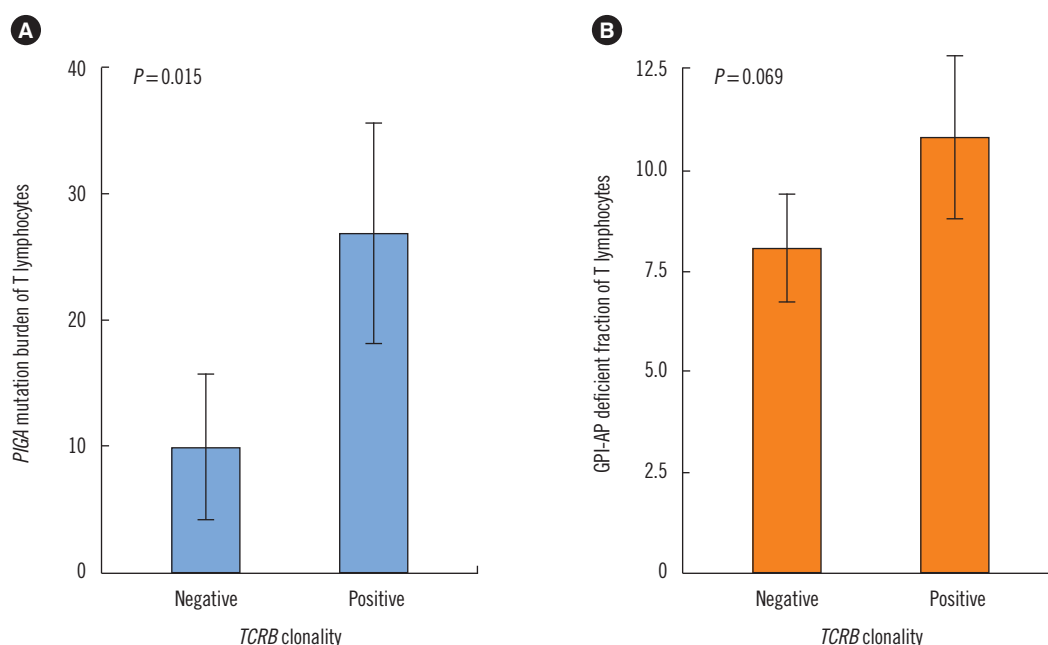 A
P=0.015
40
30
20
10
0
PIGA mutation burden of T lymphocytes
Negative
Positive
TCRB clonality
B
P=0.069
12.5
10.0
7.5
5.0
2.5
0
GPI-AP deficient fraction of T lymphocytes
Negative
Positive
TCRB clonality